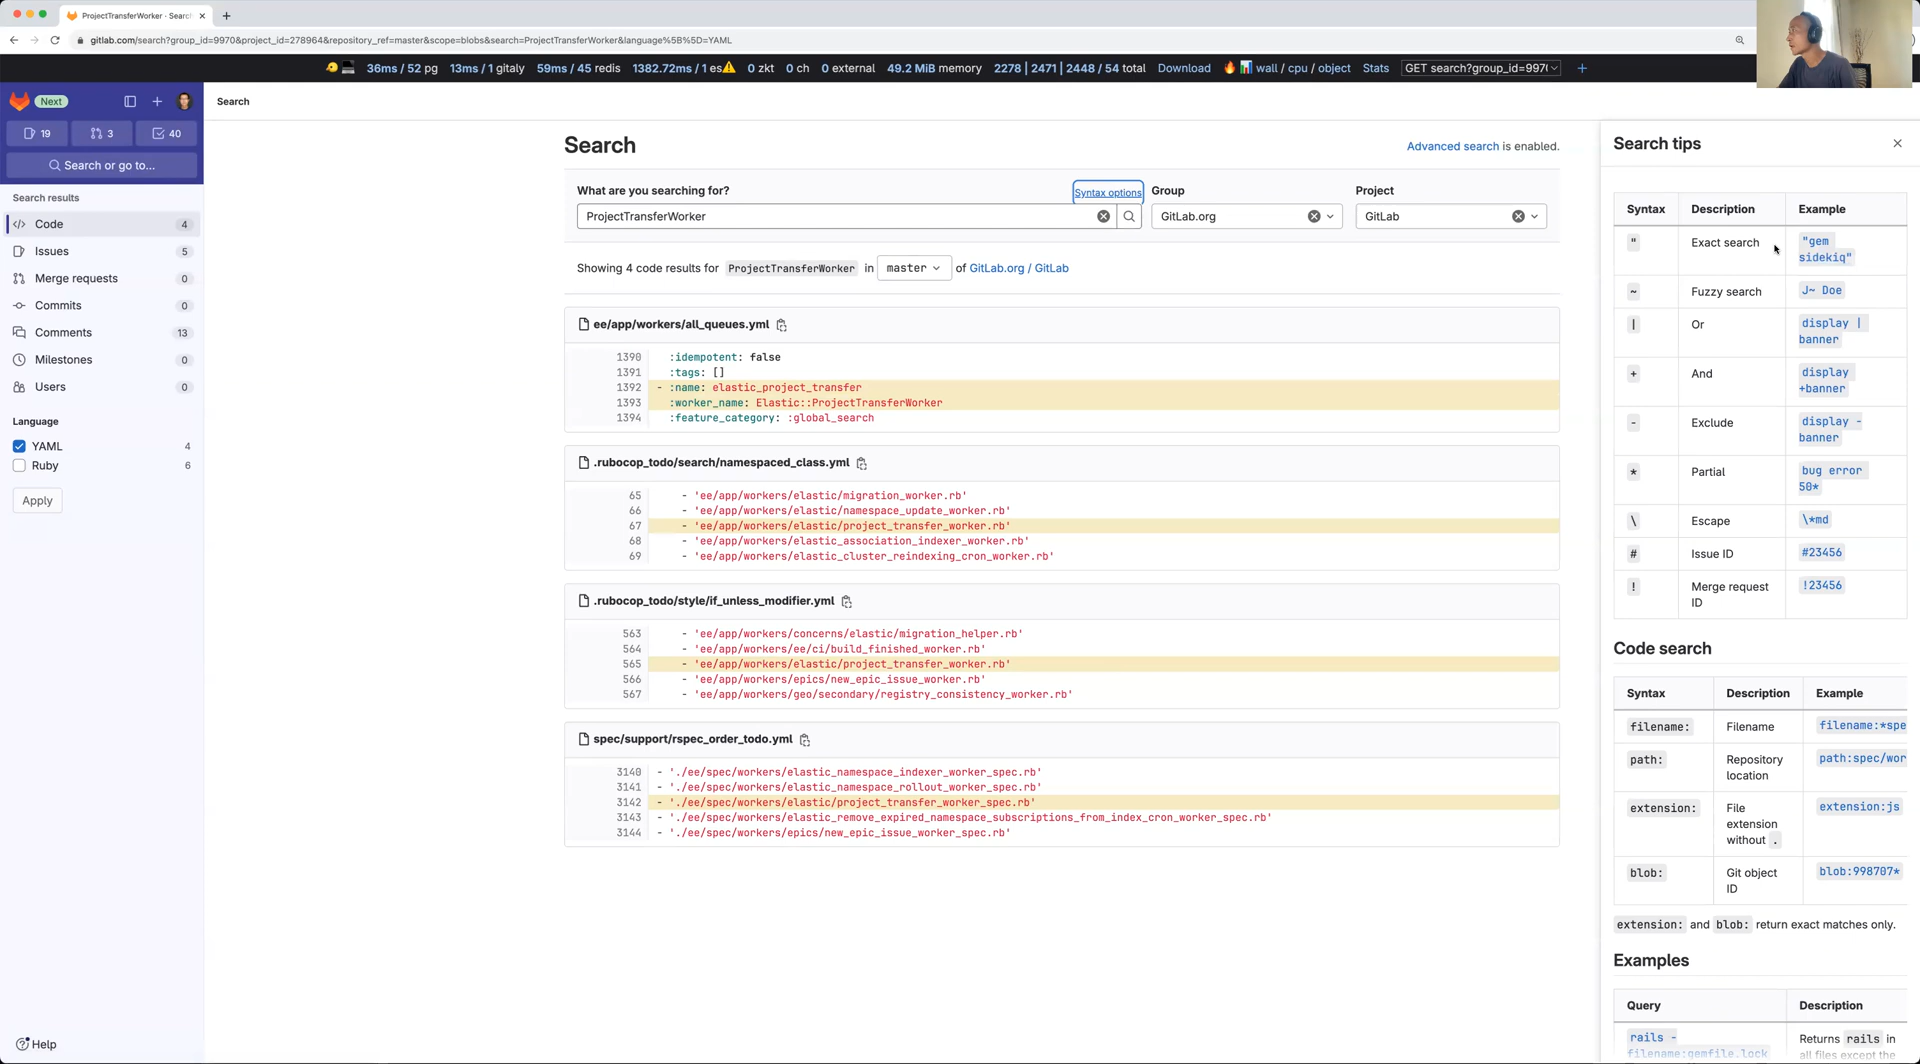 ProjectTransferWorker · Search
gitlab.com/search?group_id=9970&project_id=278964&repository_ref=master&scope=blobs&search=ProjectTransferWorker&language%5B%5D=YAML
36ms / 52 pg 13ms / 1 gitaly 59ms / 45 redis 1382.72ms / 1 es 0 zkt 0 ch 0 external 49.2 MiB memory 2278 | 2471 | 2448 / 54 total Download wall / cpu / object Stats GET search?group_id=997(
Next
19 3 40
Search or go to...
Search results
Code 4
Issues 5
Merge requests 0
Commits 0
Comments 13
Milestones 0
Users 0
Language
YAML 4
Ruby 6
Apply
Help
Search
Search
Advanced search is enabled.
What are you searching for? Syntax options Group Project
ProjectTransferWorker GitLab.org GitLab
Showing 4 code results for ProjectTransferWorker in master of GitLab.org / GitLab
ee/app/workers/all_queues.yml
1390 :idempotent: false
1391 :tags: []
1392 - :name: elastic_project_transfer
1393 :worker_name: Elastic::ProjectTransferWorker
1394 :feature_category: :global_search
.rubocop_todo/search/namespaced_class.yml
65 - 'ee/app/workers/elastic/migration_worker.rb'
66 - 'ee/app/workers/elastic/namespace_update_worker.rb'
67 - 'ee/app/workers/elastic/project_transfer_worker.rb'
68 - 'ee/app/workers/elastic_association_indexer_worker.rb'
69 - 'ee/app/workers/elastic_cluster_reindexing_cron_worker.rb'
.rubocop_todo/style/if_unless_modifier.yml
563 - 'ee/app/workers/concerns/elastic/migration_helper.rb'
564 - 'ee/app/workers/ee/ci/build_finished_worker.rb'
565 - 'ee/app/workers/elastic/project_transfer_worker.rb'
566 - 'ee/app/workers/epics/new_epic_issue_worker.rb'
567 - 'ee/app/workers/geo/secondary/registry_consistency_worker.rb'
spec/support/rspec_order_todo.yml
3140 - './ee/spec/workers/elastic_namespace_indexer_worker_spec.rb'
3141 - './ee/spec/workers/elastic_namespace_rollout_worker_spec.rb'
3142 - './ee/spec/workers/elastic/project_transfer_worker_spec.rb'
3143 - './ee/spec/workers/elastic_remove_expired_namespace_subscriptions_from_index_cron_worker_spec.rb'
3144 - './ee/spec/workers/epics/new_epic_issue_worker_spec.rb'
Search tips
Syntax Description Example
" Exact search "gem
sidekiq"
~ Fuzzy search J~ Doe
| Or display |
banner
+ And display
+banner
- Exclude display -
banner
* Partial bug error
50*
\ Escape \*md
# Issue ID #23456
! Merge request !23456
ID
Code search
Syntax Description Example
filename: Filename filename:*spe
path: Repository path:spec/wor
location
extension: File extension:js
extension
without .
blob: Git object blob:998707*
ID
extension: and blob: return exact matches only.
Examples
Query Description
rails - Returns rails in
filename:gemfile.lock all files except the